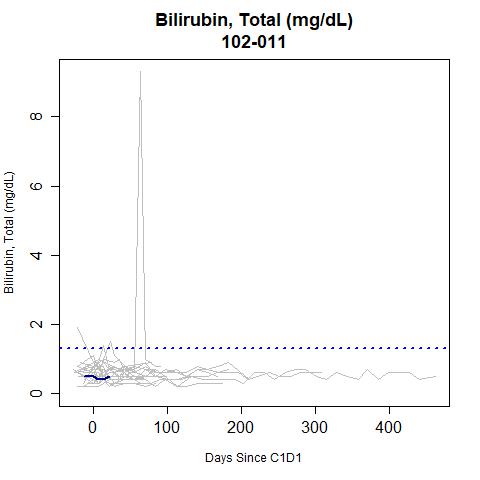 Bilirubin, Total (mg/dL)
102-011
Bilirubin, Total (mg/dL)
8
6
4
2
0
0 100 200 300 400
Days Since C1D1